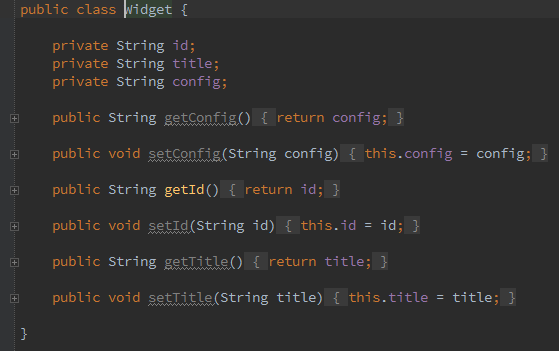 public class Widget {
private String id;
private String title;
private String config;
public String getConfig() { return config; }
public void setConfig(String config) { this.config = config; }
public String getId() { return id; }
public void setId(String id) { this.id = id; }
public String getTitle() { return title; }
public void setTitle(String title) { this.title = title; }
}